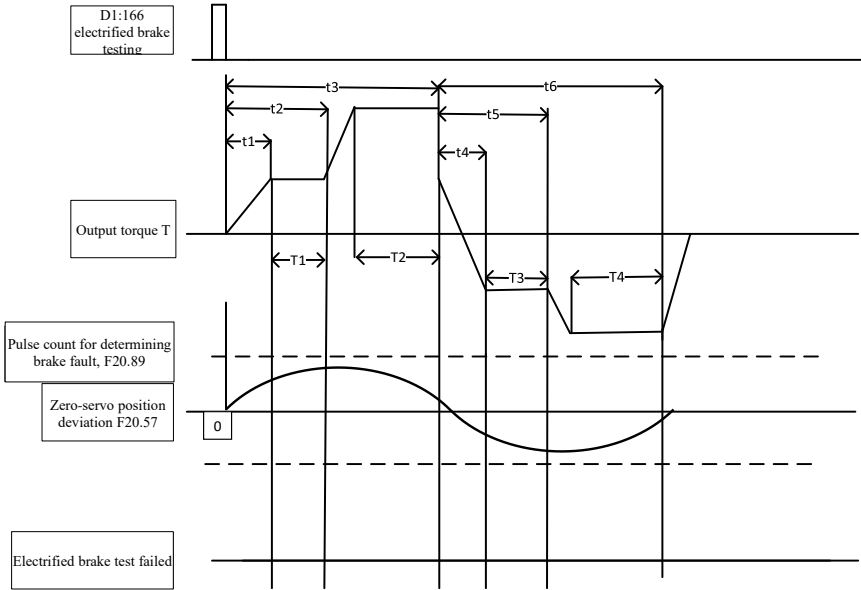 D1:166
electrified brake
testing
t3
t6
t2
t5
t1
t4
Output torque T
T1
T2
T3
T4
Pulse count for determining
brake fault, F20.89
Zero-servo position
deviation F20.57
0
Electrified brake test failed